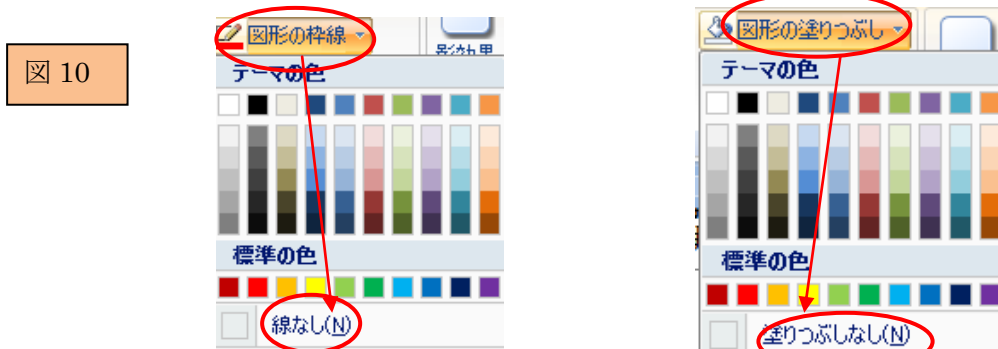 図 10
図形の枠線
テーマの色
標準の色
線なし(N)
図形の塗りつぶし
テーマの色
標準の色
塗りつぶしなし(N)